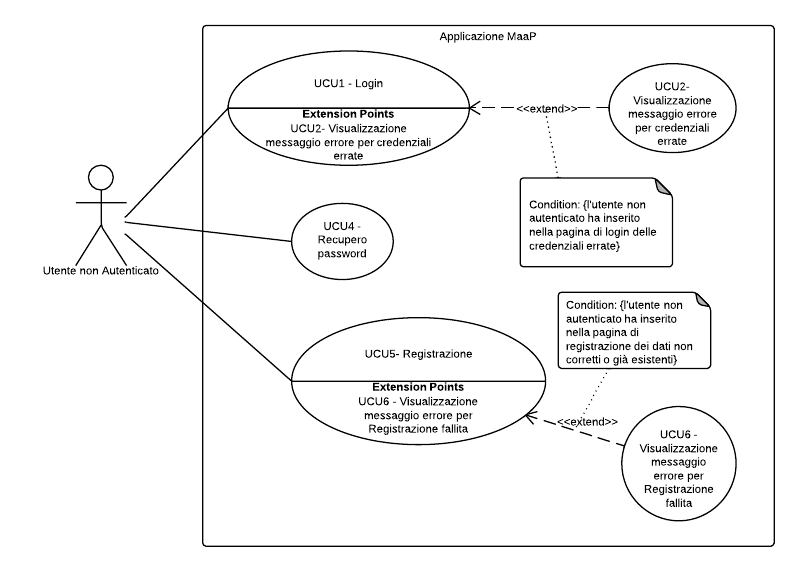 Applicazione MaaP
UCU1 - Login
Extension Points
UCU2- Visualizzazione
messaggio errore per credenziali
errate
<<extend>>
UCU2-
Visualizzazione
messaggio errore
per credenziali
errate
Condition: {l'utente non
autenticato ha inserito
nella pagina di login delle
credenziali errate}
UCU4 -
Recupero
password
Utente non Autenticato
Condition: {l'utente non
autenticato ha inserito
nella pagina di
registrazione dei dati non
corretti o già esistenti}
UCU5- Registrazione
Extension Points
UCU6 - Visualizzazione
messaggio errore per
Registrazione fallita
<<extend>>
UCU6 -
Visualizzazione
messaggio
errore per
Registrazione
fallita